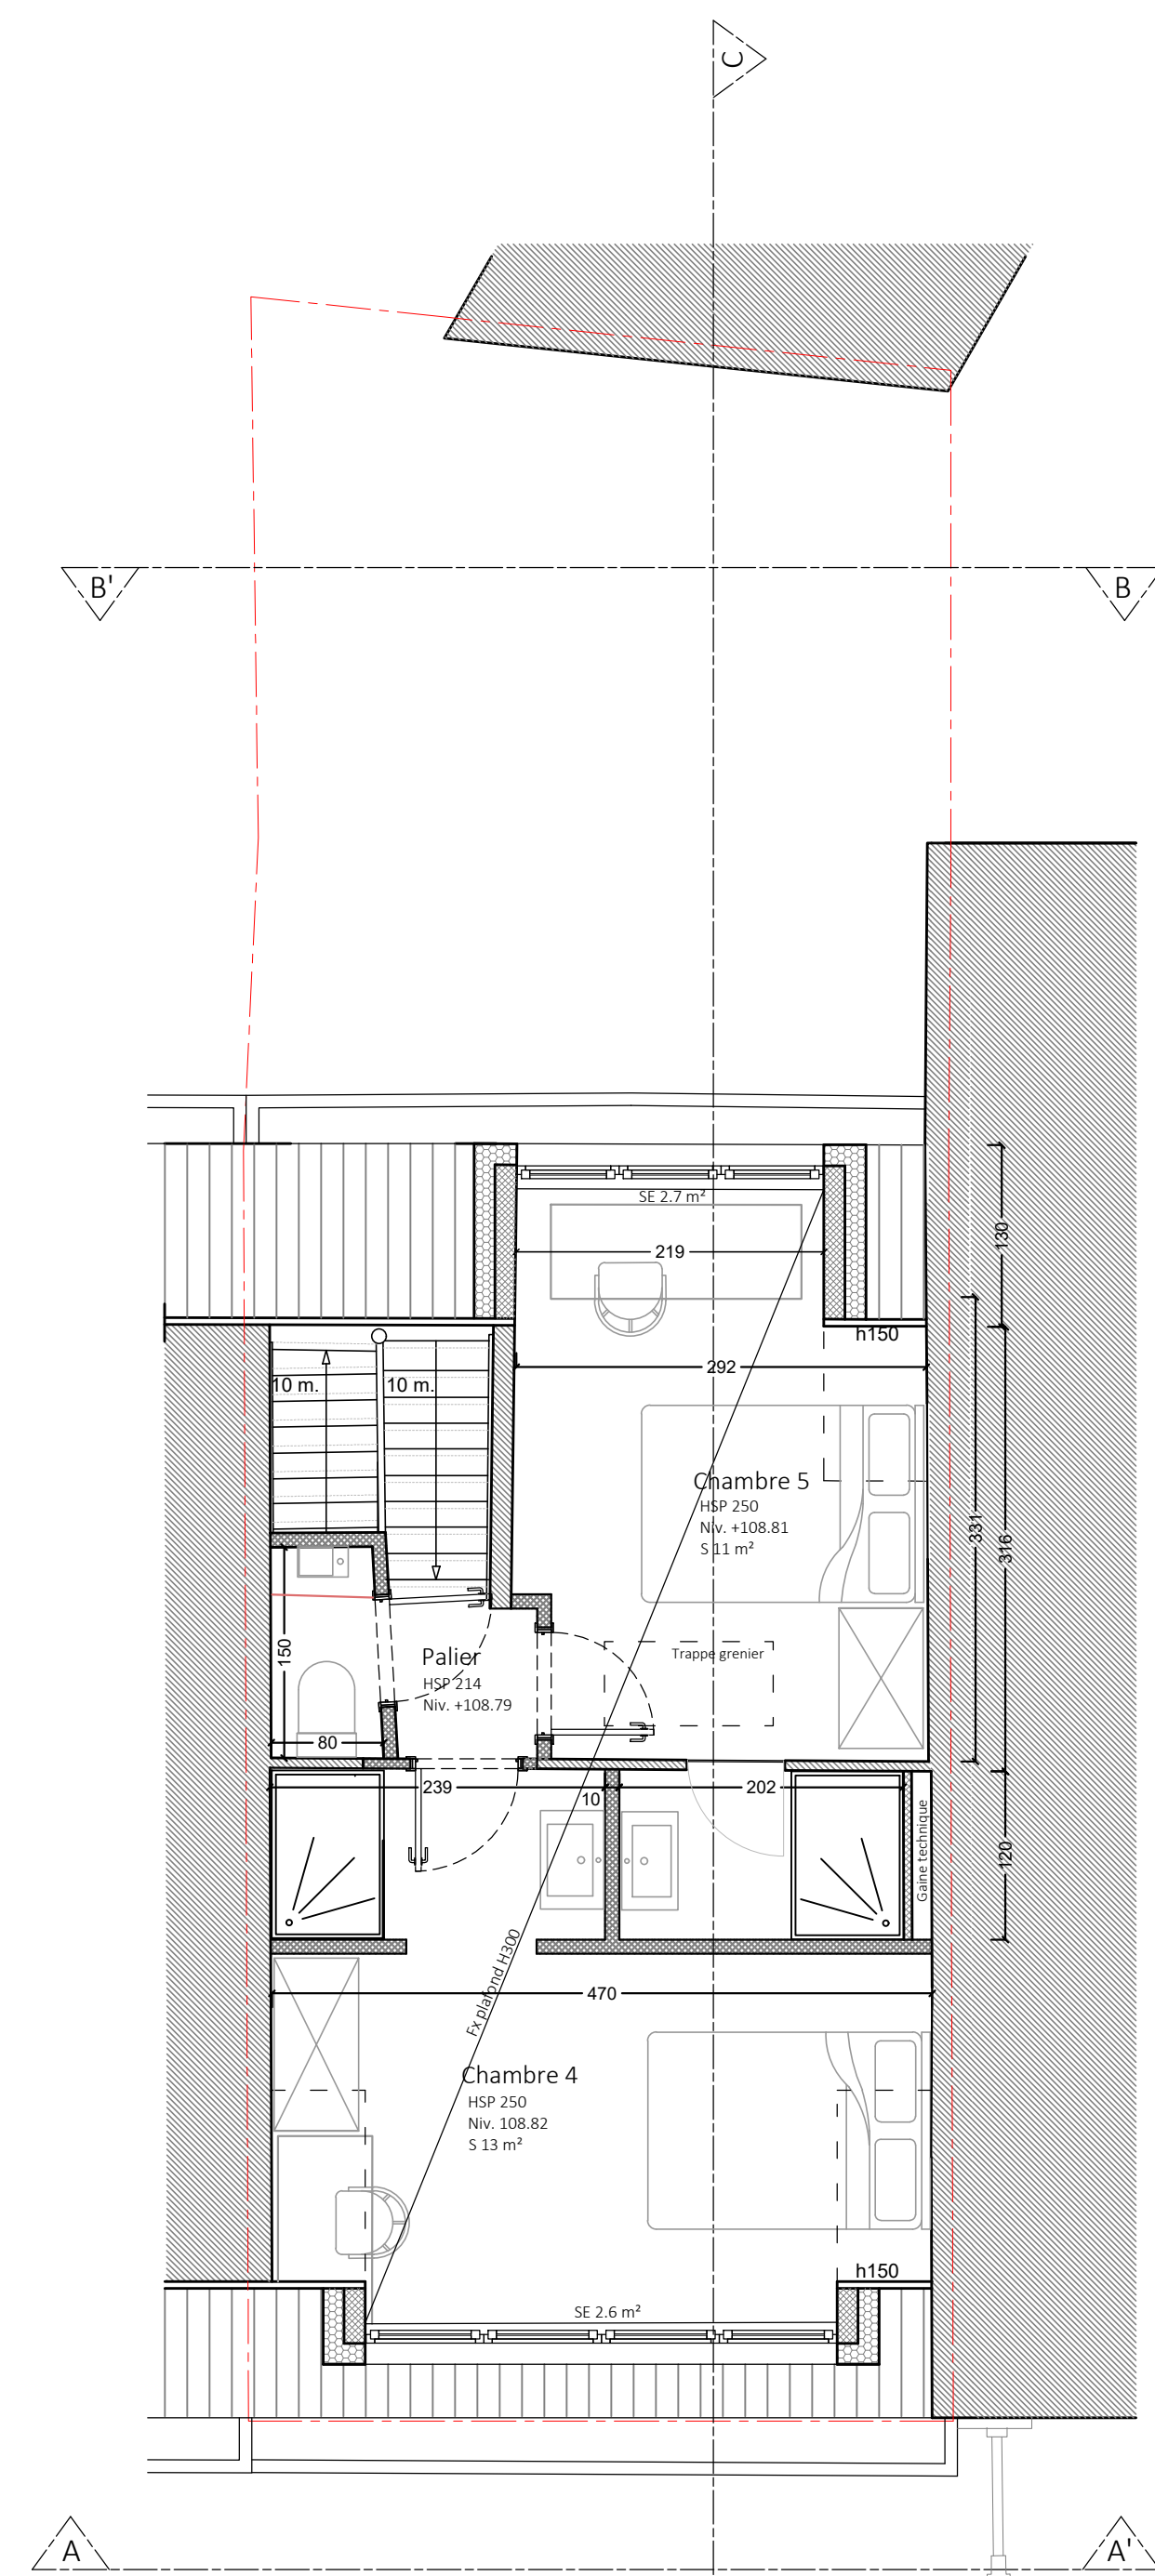 C
B'
B
SE 2.7 m²
219
130
h150
292
10 m.
10 m.
Chambre 5
HSP 250
Niv. +108.81
S 11 m²
331
316
150
Palier
HSP 214
Niv. +108.79
Trappe grenier
80
239
10
202
Gaine technique
120
Fx plafond H300
470
Chambre 4
HSP 250
Niv. 108.82
S 13 m²
h150
SE 2.6 m²
A
A'